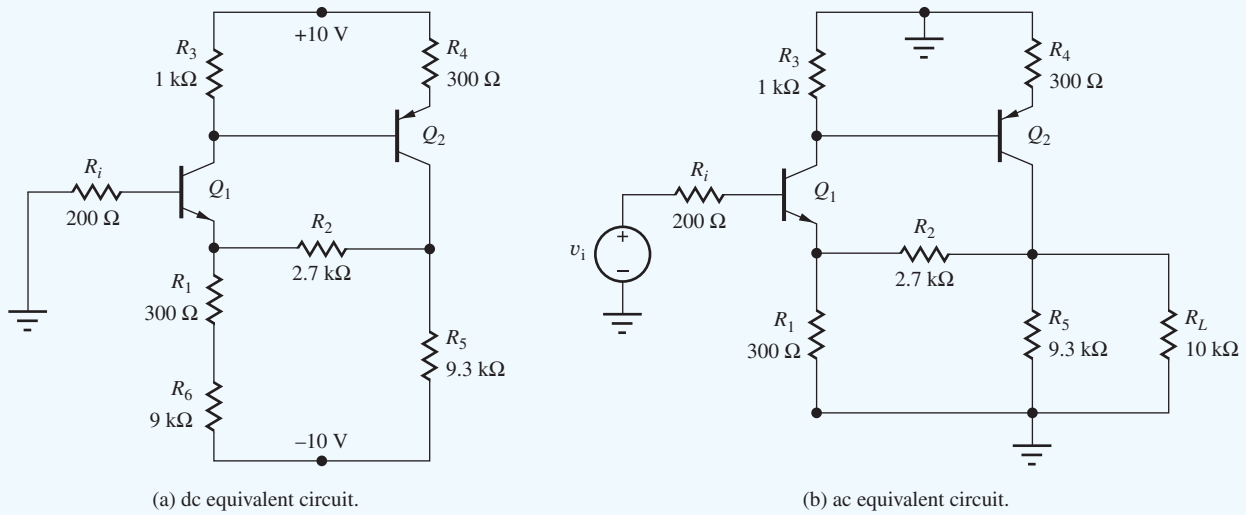 +10 V
R3
1 kΩ
R4
300 Ω
Q2
Ri
200 Ω
Q1
R2
2.7 kΩ
R1
300 Ω
R5
9.3 kΩ
R6
9 kΩ
–10 V
(a) dc equivalent circuit.
R3
1 kΩ
R4
300 Ω
Q2
Ri
200 Ω
Q1
vi
+
–
R2
2.7 kΩ
R1
300 Ω
R5
9.3 kΩ
RL
10 kΩ
(b) ac equivalent circuit.